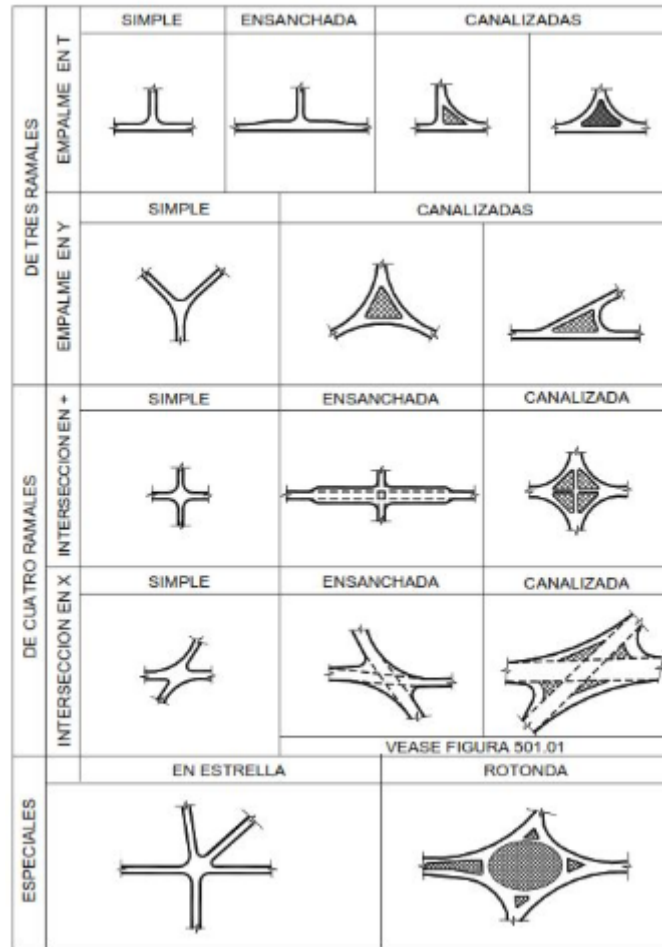 DE TRES RAMALES
EMPALME EN T
SIMPLE
ENSANCHADA
CANALIZADAS
EMPALME EN Y
SIMPLE
CANALIZADAS
DE CUATRO RAMALES
INTERSECCION EN +
SIMPLE
ENSANCHADA
CANALIZADA
INTERSECCION EN X
SIMPLE
ENSANCHADA
CANALIZADA
VEASE FIGURA 501.01
ESPECIALES
EN ESTRELLA
ROTONDA